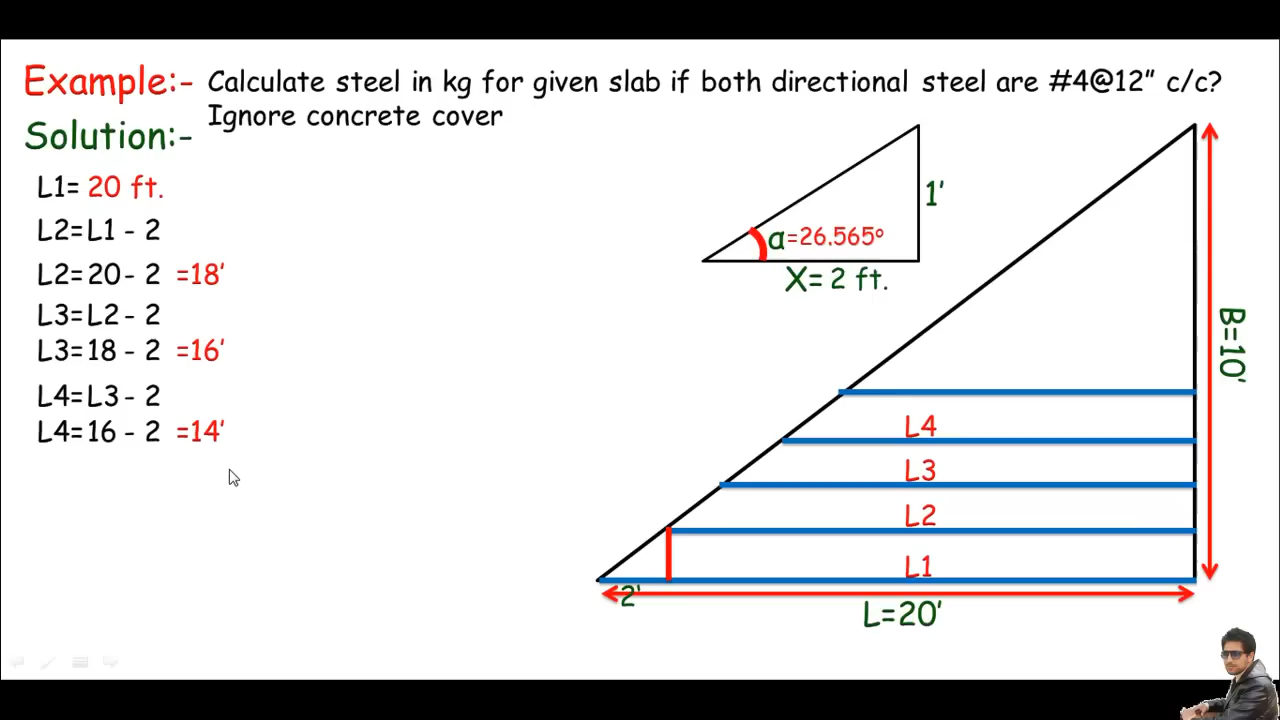 Example:- Calculate steel in kg for given slab if both directional steel are #4@12" c/c?
Ignore concrete cover
Solution:-
L1= 20 ft.
L2=L1 - 2
L2=20- 2 =18'
L3=L2 - 2
L3=18 - 2 =16'
L4=L3 - 2
L4=16 - 2 =14'
1'
α=26.565°
X= 2 ft.
B=10'
L4
L3
L2
L1
2'
L=20'